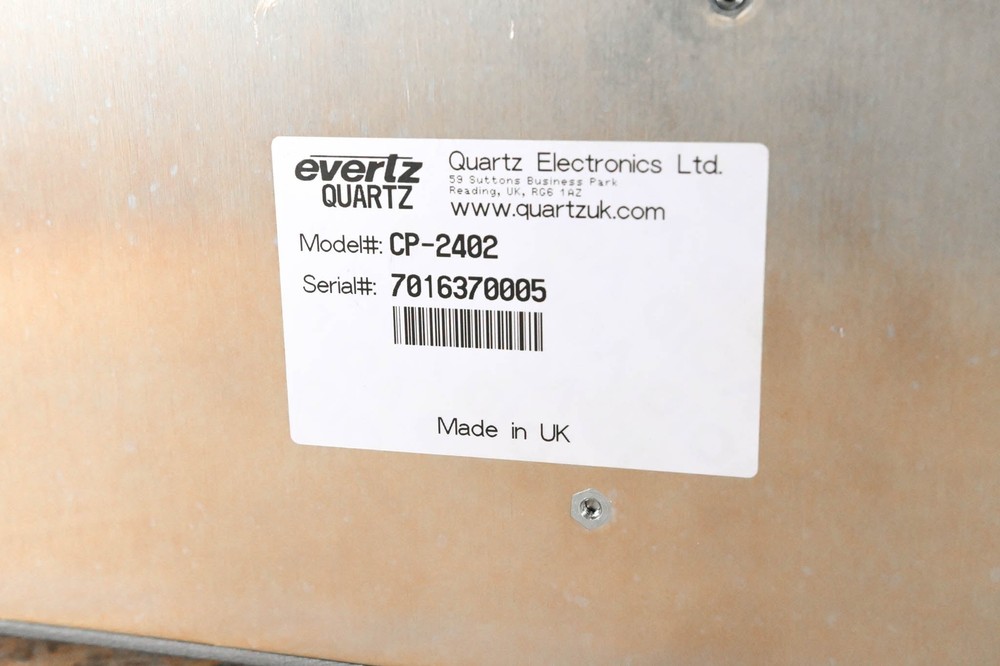 evertz
QUARTZ
Quartz Electronics Ltd.
59 Suttons Business Park
Reading, UK, RG6 1AZ
www.quartzuk.com
Model#: CP-2402
Serial#: 7016370005
Made in UK